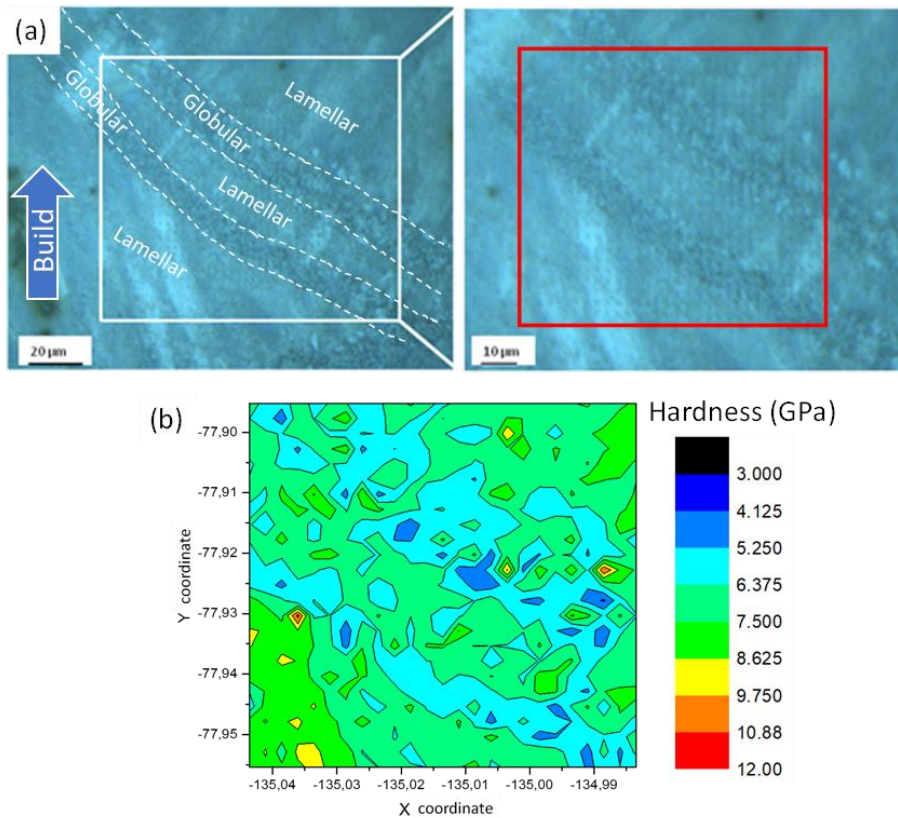 (a)
Globular
Globular
Lamellar
Lamellar
Lamellar
Build
20 µm
10 µm
(b)
Hardness (GPa)
-77,90
-77,91
-77,92
-77,93
-77,94
-77,95
Y coordinate
-135,04
-135,03
-135,02
-135,01
-135,00
-134,99
X coordinate
3.000
4.125
5.250
6.375
7.500
8.625
9.750
10.88
12.00